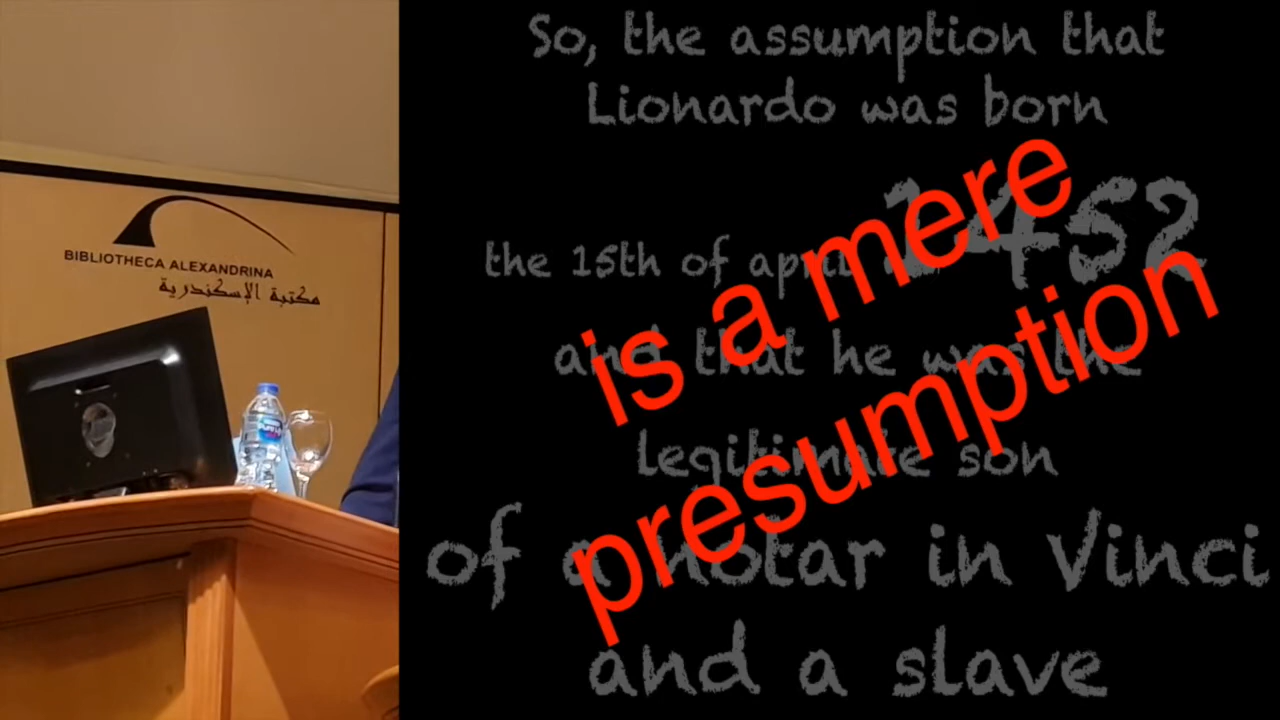 BIBLIOTHECA ALEXANDRINA
مكتبة الإسكندرية
So, the assumption that
Lionardo was born
the 15th of april 1452
and that he was the
legitimate son
of a notar in Vinci
and a slave
is a mere
presumption